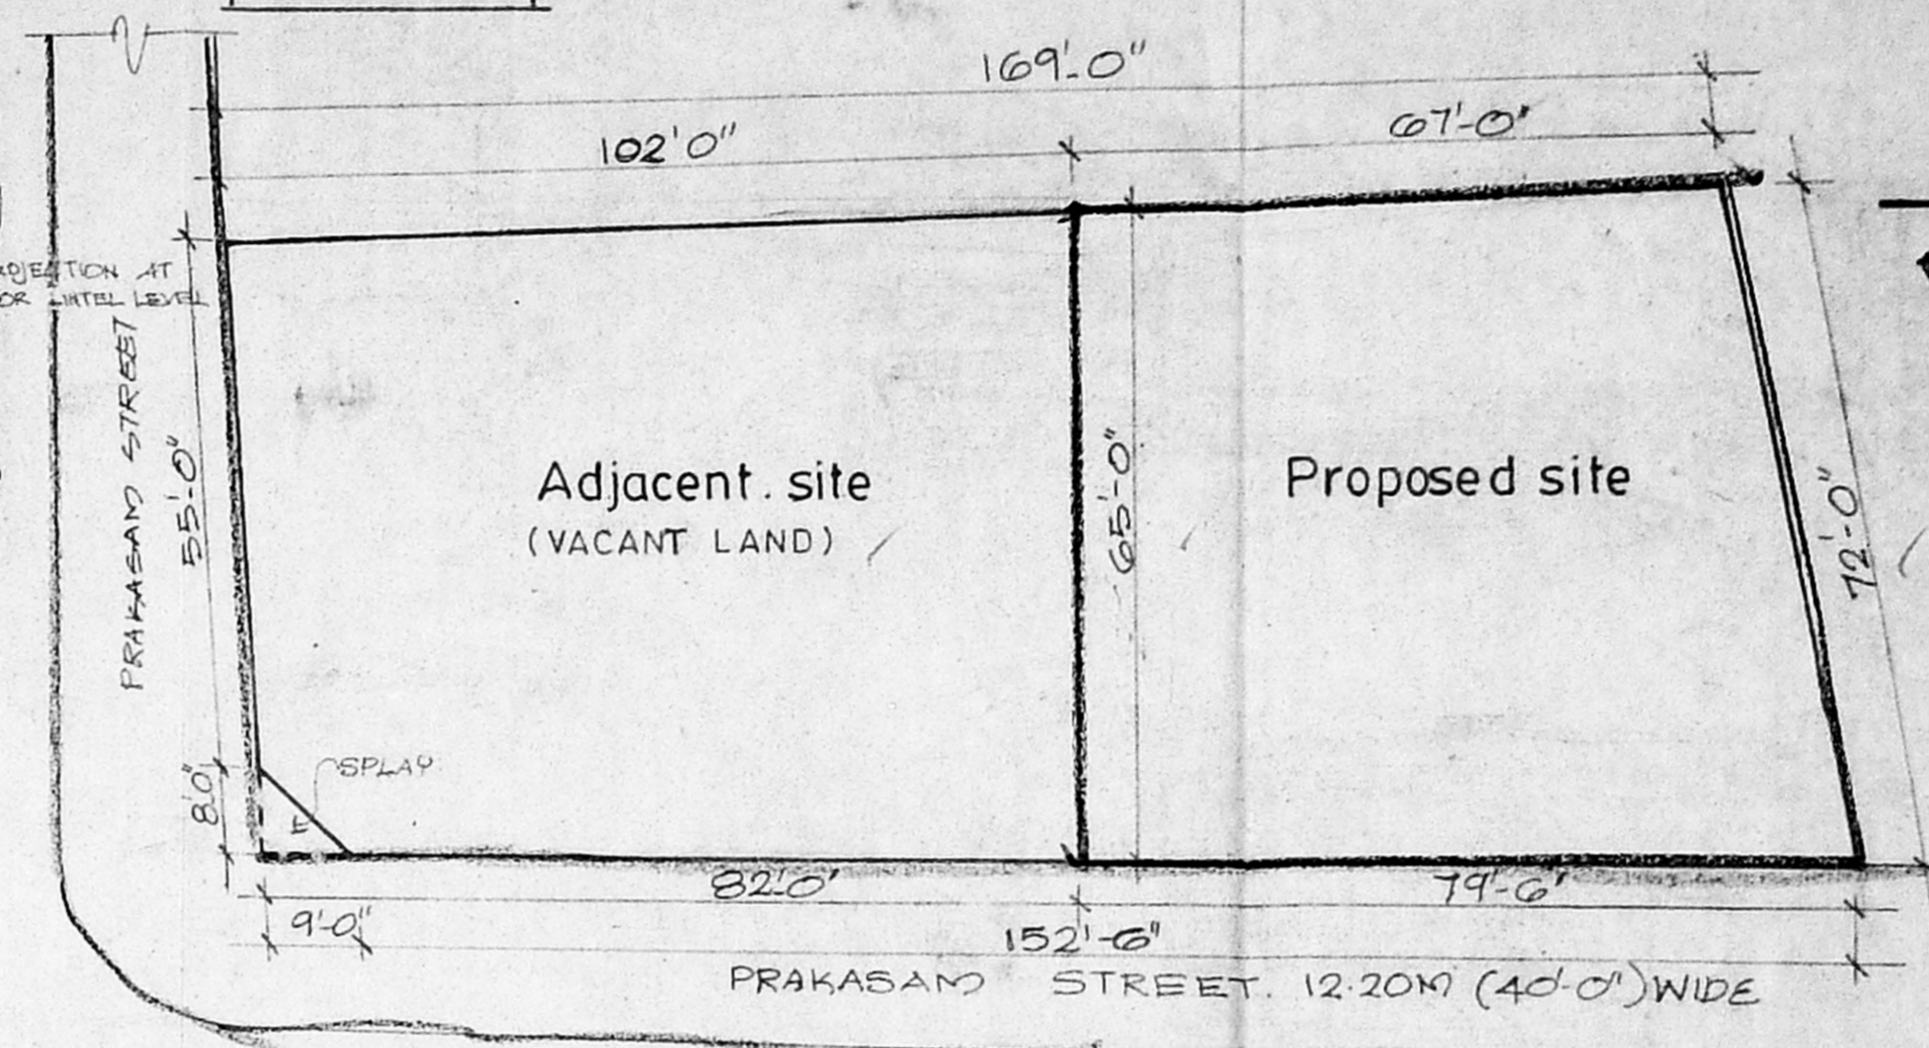 169'-0"
102'0"
67'-0"
AT
LINTEL LEVEL
PRAKASAM STREET
55'-0"
Adjacent. site
(VACANT LAND)
65'-0"
Proposed site
72'-0"
8'0"
SPLAY
82'0'
79'-6'
9'-0"
152'-6"
PRAKASAM STREET. 12.20M (40'-0") WIDE